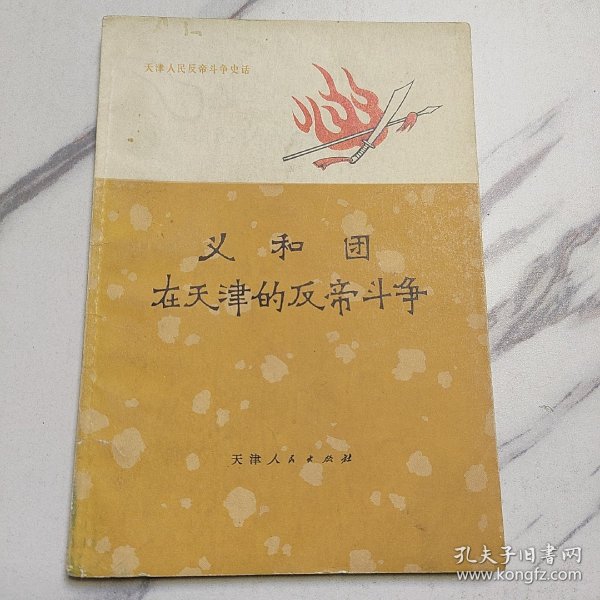 天津人民反帝斗争史话
义和团
在天津的反帝斗争
天津人民出版社
孔夫子旧书网
www.kongfz.com